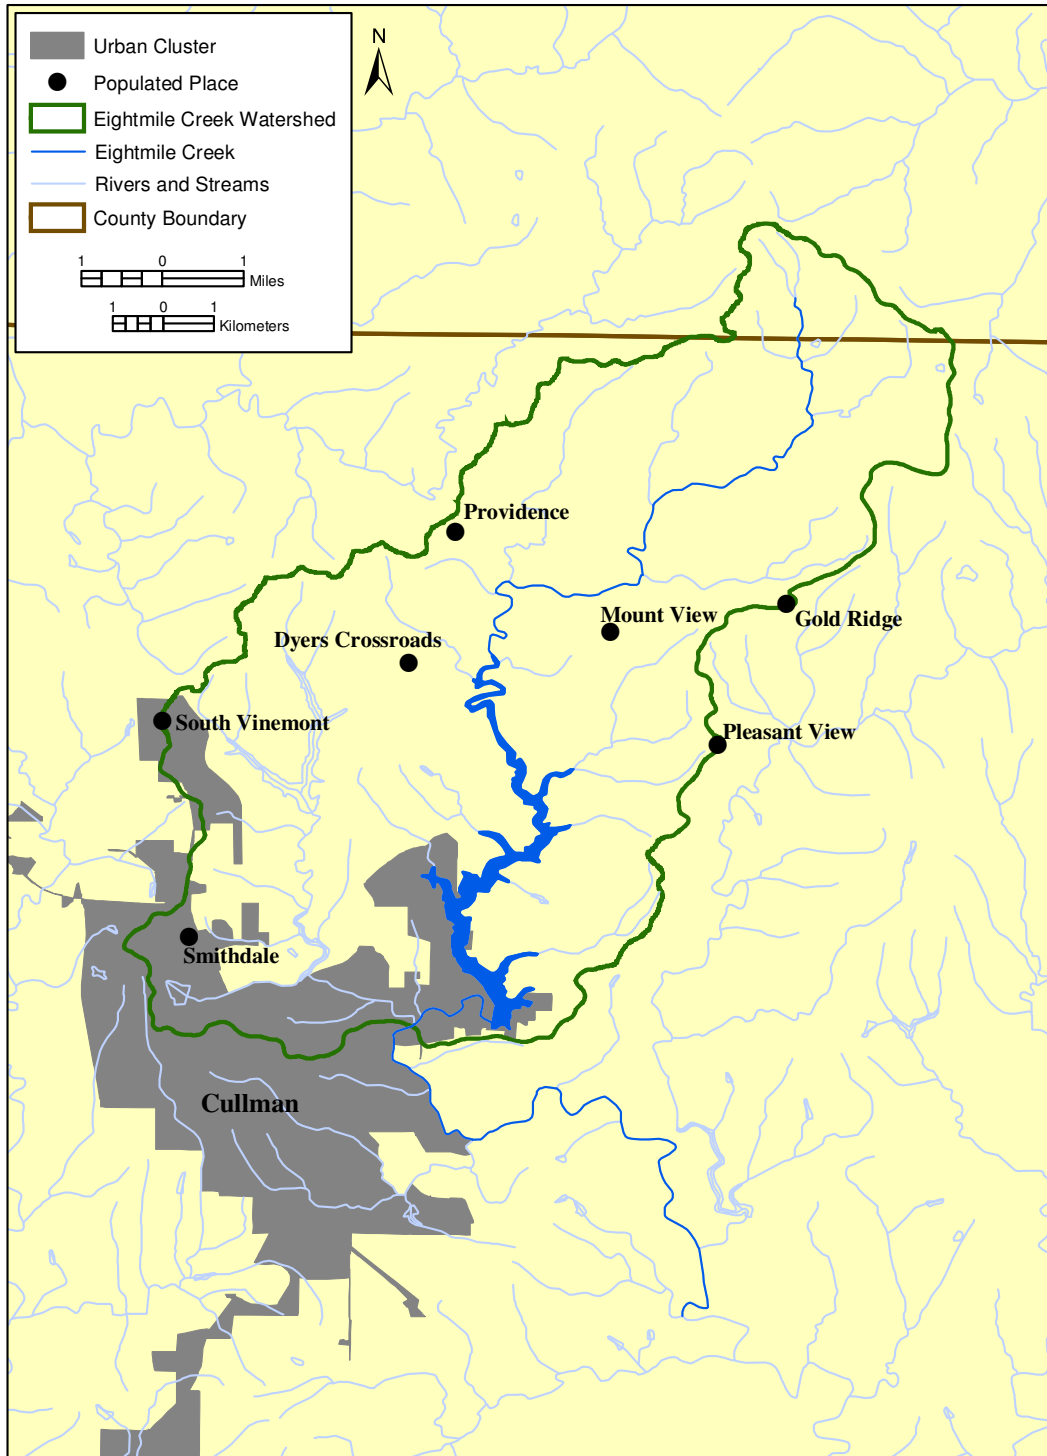 Urban Cluster
Populated Place
Eightmile Creek Watershed
Eightmile Creek
Rivers and Streams
County Boundary
1 0 1
Miles
1 0 1
Kilometers
N
Providence
Mount View
Gold Ridge
Dyers Crossroads
South Vinemont
Pleasant View
Smithdale
Cullman